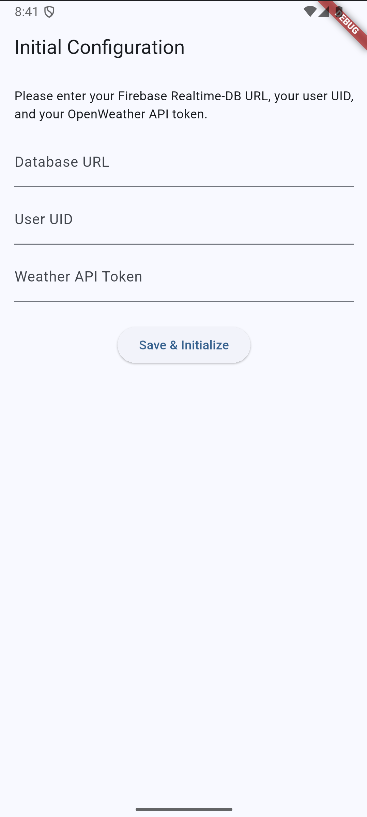 8:41
DEBUG
Initial Configuration
Please enter your Firebase Realtime-DB URL, your user UID,
and your OpenWeather API token.
Database URL
User UID
Weather API Token
Save & Initialize